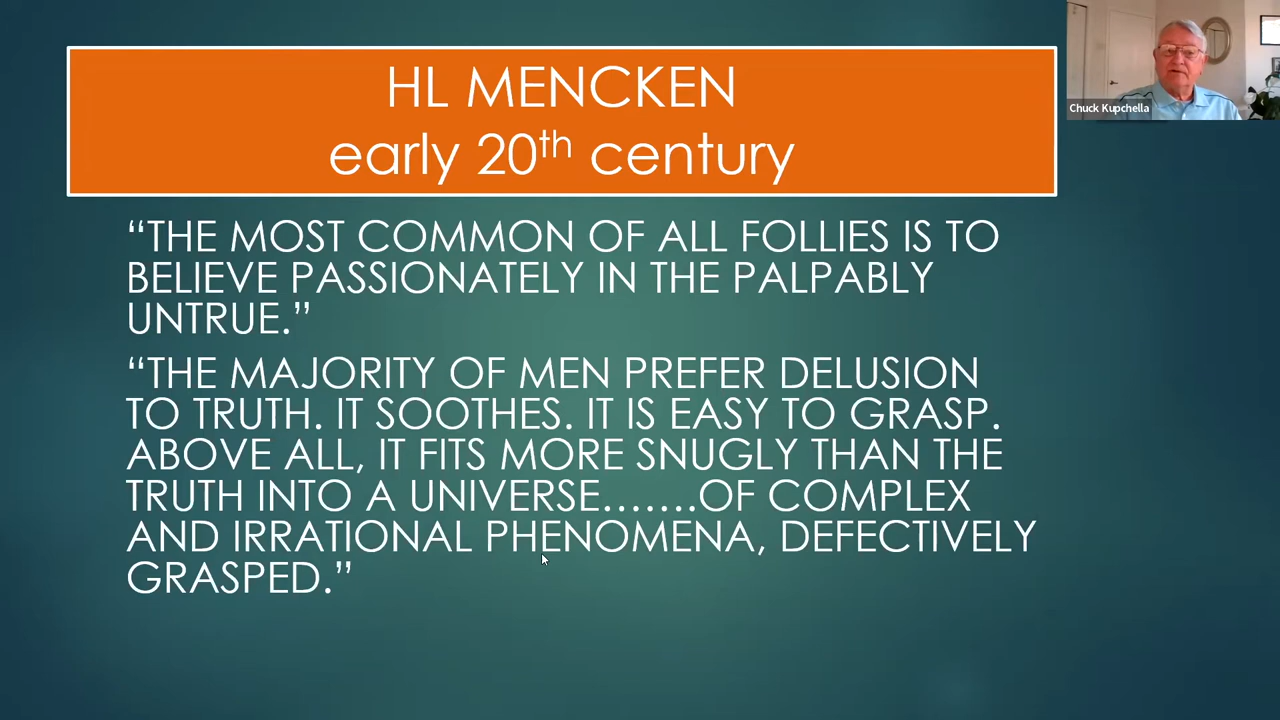 HL MENCKEN
early 20th century
“THE MOST COMMON OF ALL FOLLIES IS TO
BELIEVE PASSIONATELY IN THE PALPABLY
UNTRUE.”
“THE MAJORITY OF MEN PREFER DELUSION
TO TRUTH. IT SOOTHES. IT IS EASY TO GRASP.
ABOVE ALL, IT FITS MORE SNUGLY THAN THE
TRUTH INTO A UNIVERSE…….OF COMPLEX
AND IRRATIONAL PHENOMENA, DEFECTIVELY
GRASPED.”
Chuck Kupchella